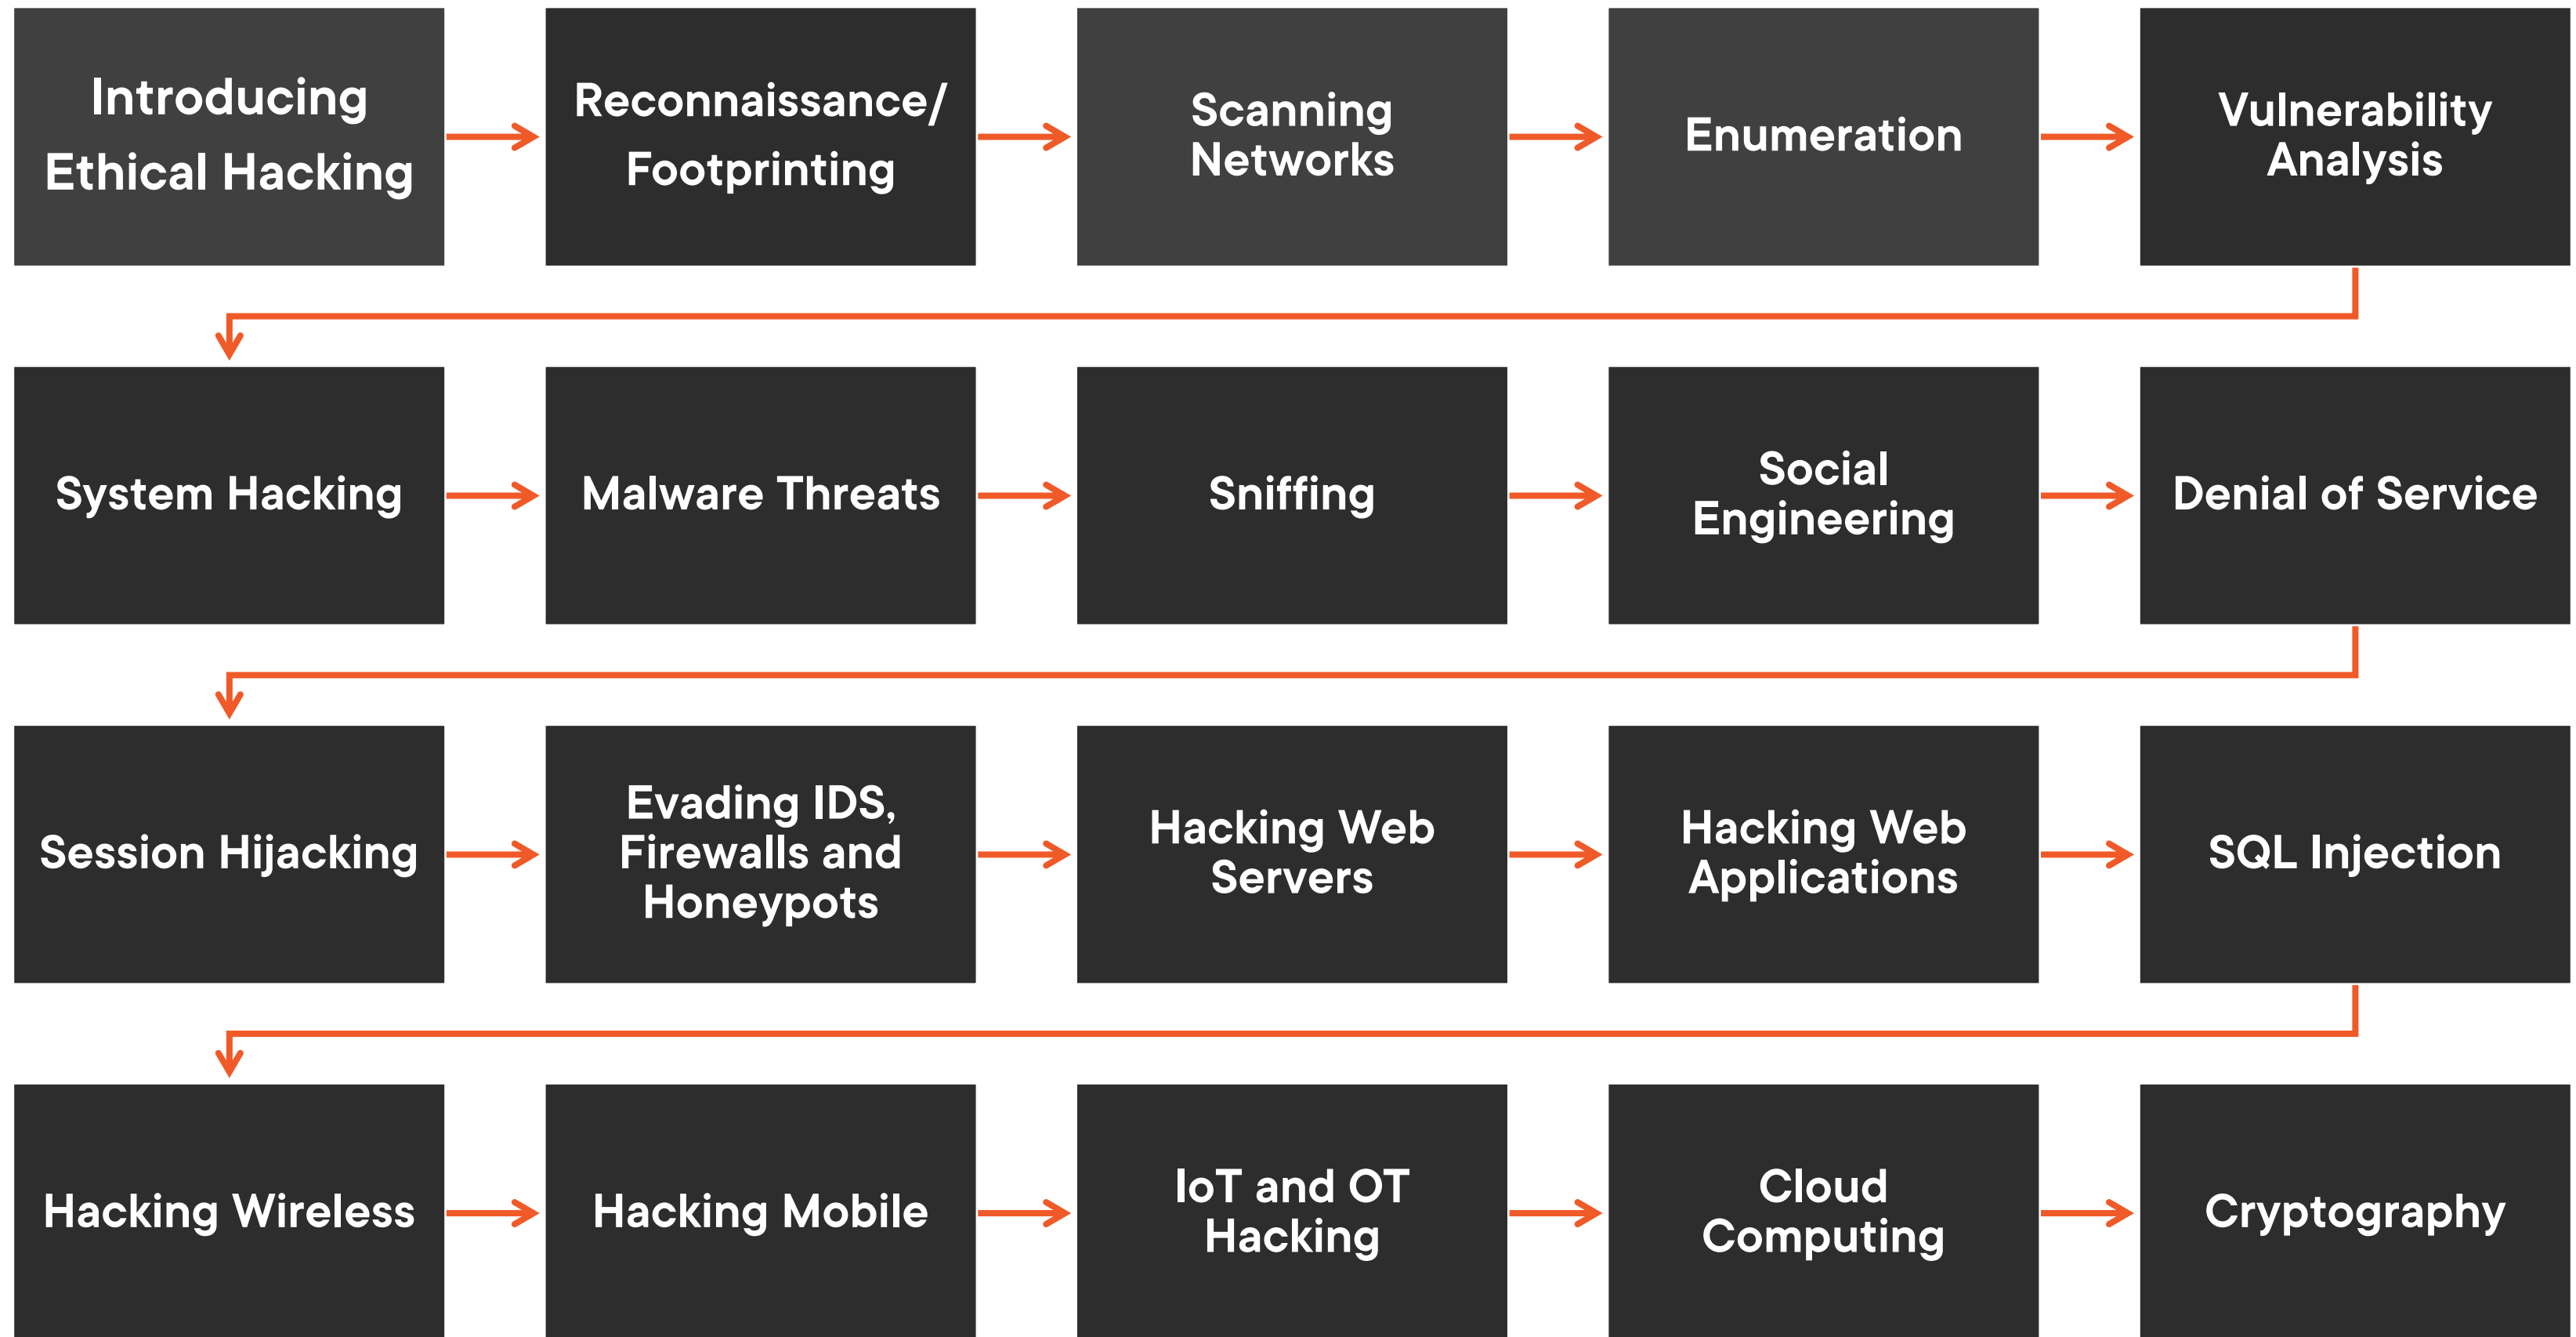 Introducing
Ethical Hacking
Reconnaissance/
Footprinting
Scanning
Networks
Enumeration
Vulnerability
Analysis
System Hacking
Malware Threats
Sniffing
Social
Engineering
Denial of Service
Session Hijacking
Evading IDS,
Firewalls and
Honeypots
Hacking Web
Servers
Hacking Web
Applications
SQL Injection
Hacking Wireless
Hacking Mobile
IoT and OT
Hacking
Cloud
Computing
Cryptography